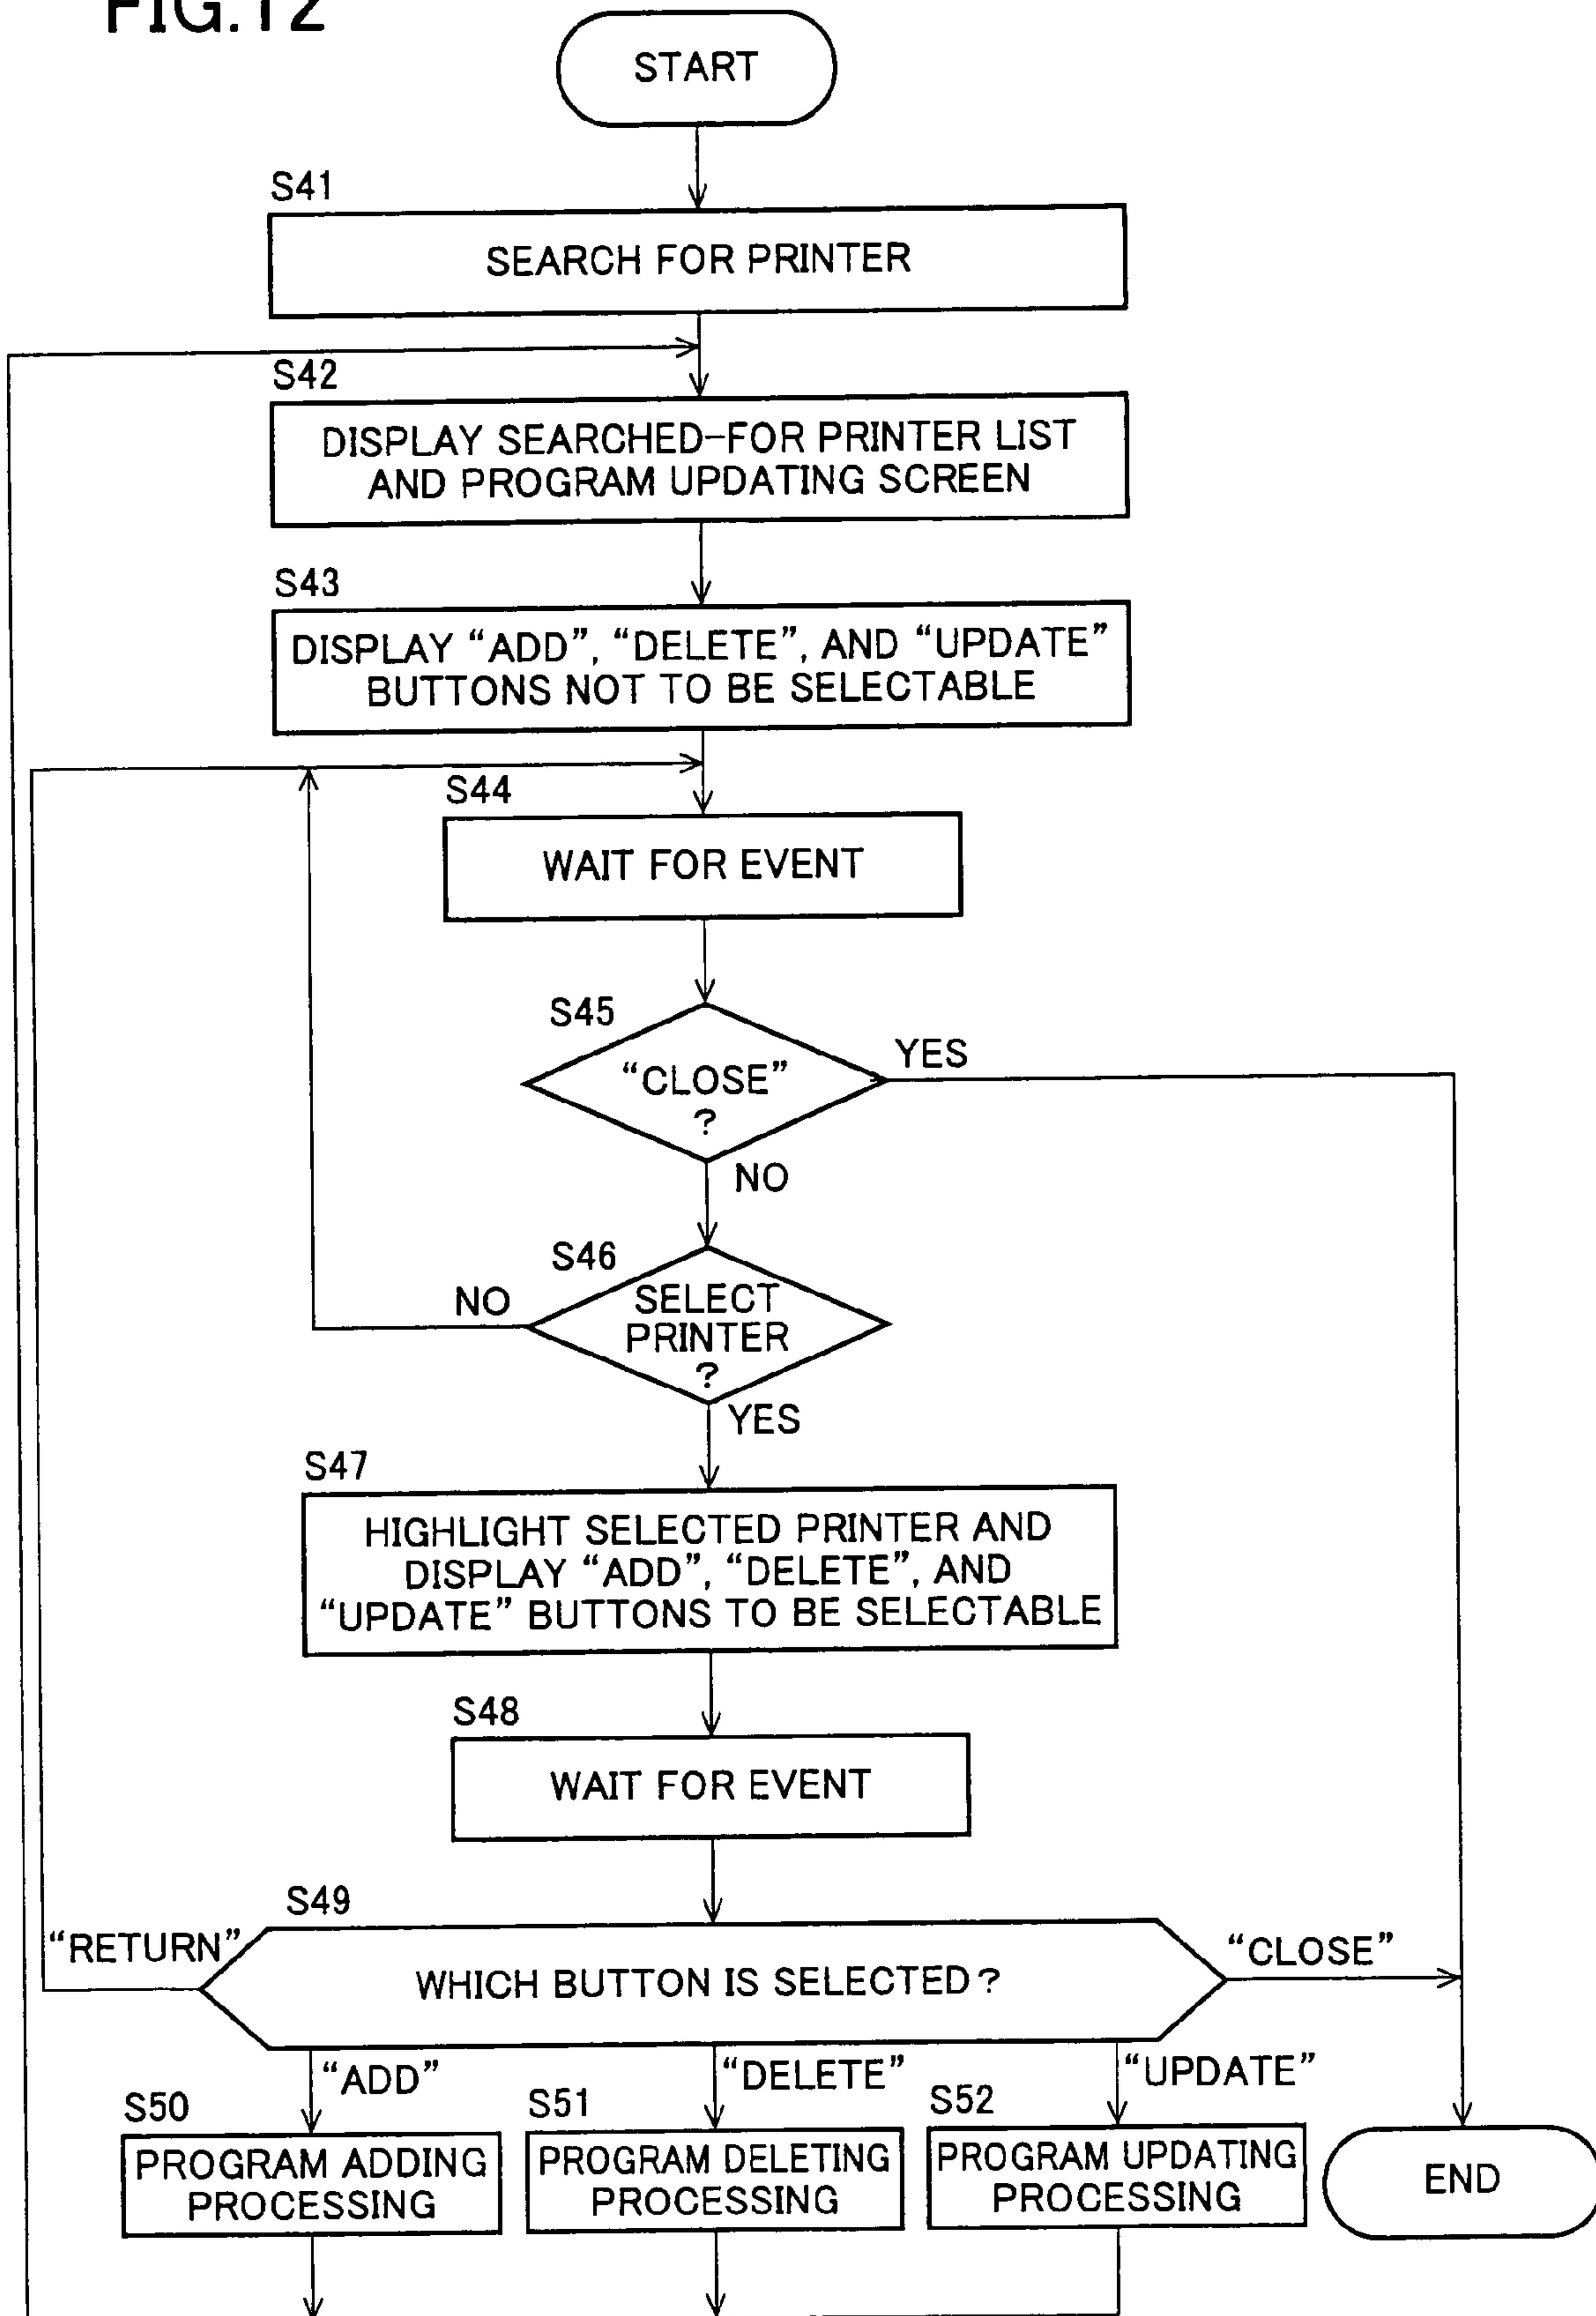 FIG.12
START
S41
SEARCH FOR PRINTER
S42
DISPLAY SEARCHED-FOR PRINTER LIST
AND PROGRAM UPDATING SCREEN
S43
DISPLAY “ADD”, “DELETE”, AND “UPDATE”
BUTTONS NOT TO BE SELECTABLE
S44
WAIT FOR EVENT
S45
“CLOSE”
?
YES
NO
S46
SELECT
PRINTER
?
NO
YES
S47
HIGHLIGHT SELECTED PRINTER AND
DISPLAY “ADD”, “DELETE”, AND
“UPDATE” BUTTONS TO BE SELECTABLE
S48
WAIT FOR EVENT
S49
“RETURN”
WHICH BUTTON IS SELECTED?
“CLOSE”
“ADD”
“DELETE”
“UPDATE”
S50
PROGRAM ADDING
PROCESSING
S51
PROGRAM DELETING
PROCESSING
S52
PROGRAM UPDATING
PROCESSING
END